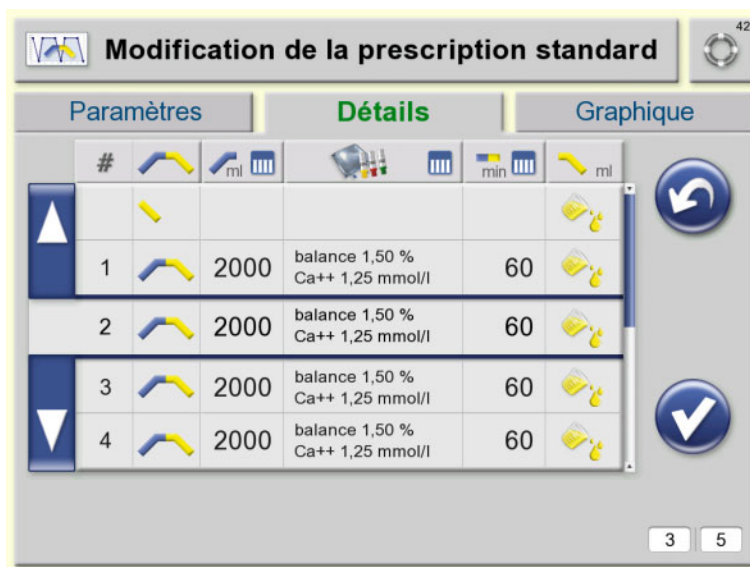 Modification de la prescription standard
42
Paramètres Détails Graphique
# ml min ml
1 2000 balance 1,50 % 60
Ca++ 1,25 mmol/l
2 2000 balance 1,50 % 60
Ca++ 1,25 mmol/l
3 2000 balance 1,50 % 60
Ca++ 1,25 mmol/l
4 2000 balance 1,50 % 60
Ca++ 1,25 mmol/l
3 5